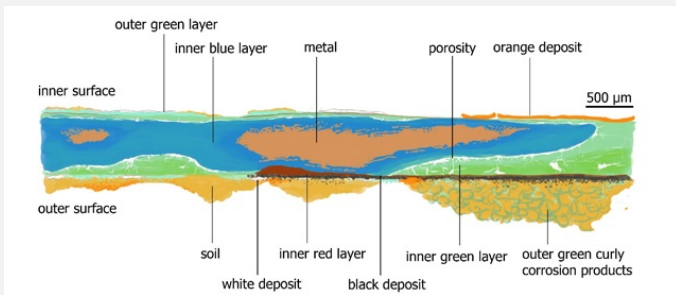 outer green layer
inner blue layer
metal
porosity
orange deposit
inner surface
500 µm
outer surface
soil
inner red layer
inner green layer
outer green curly
corrosion products
white deposit
black deposit